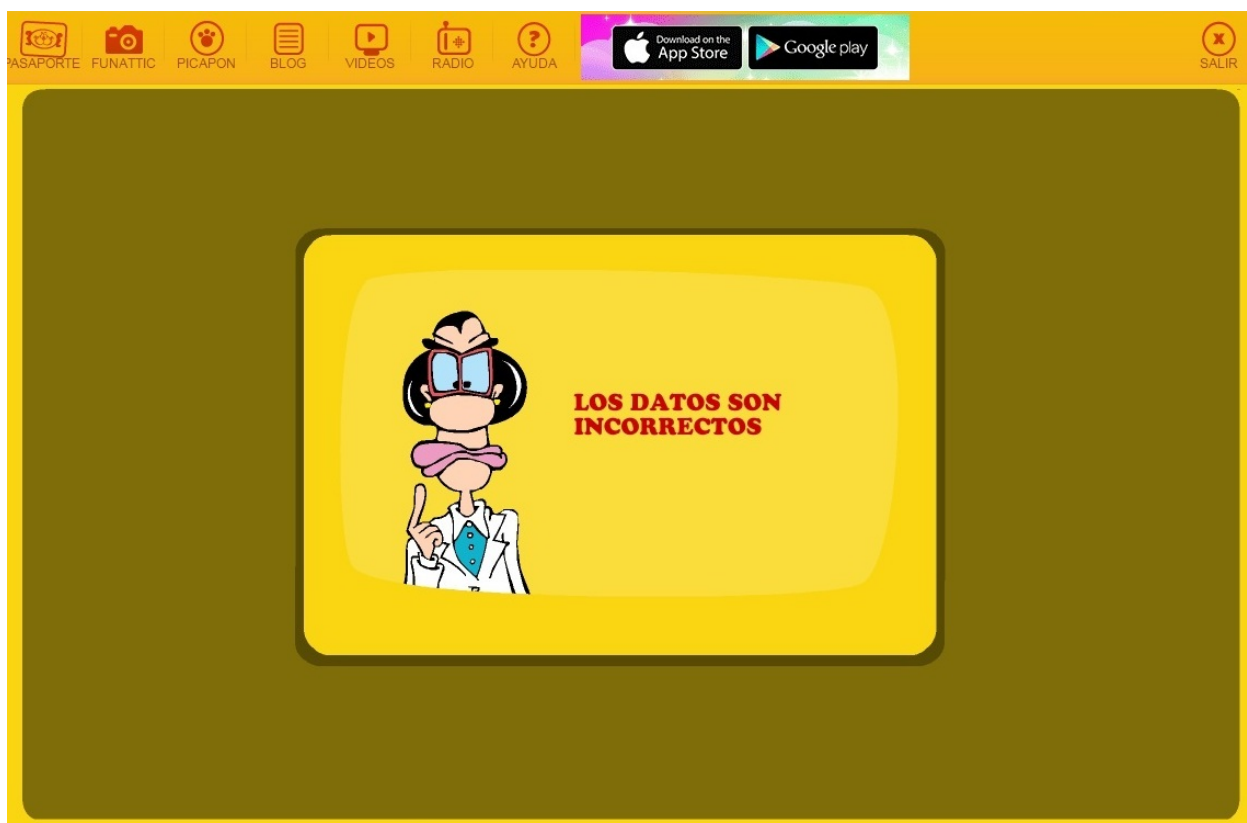 PASAPORTE
FUNATTIC
PICAPON
BLOG
VIDEOS
RADIO
AYUDA
Download on the
App Store
Google play
SALIR
LOS DATOS SON
INCORRECTOS